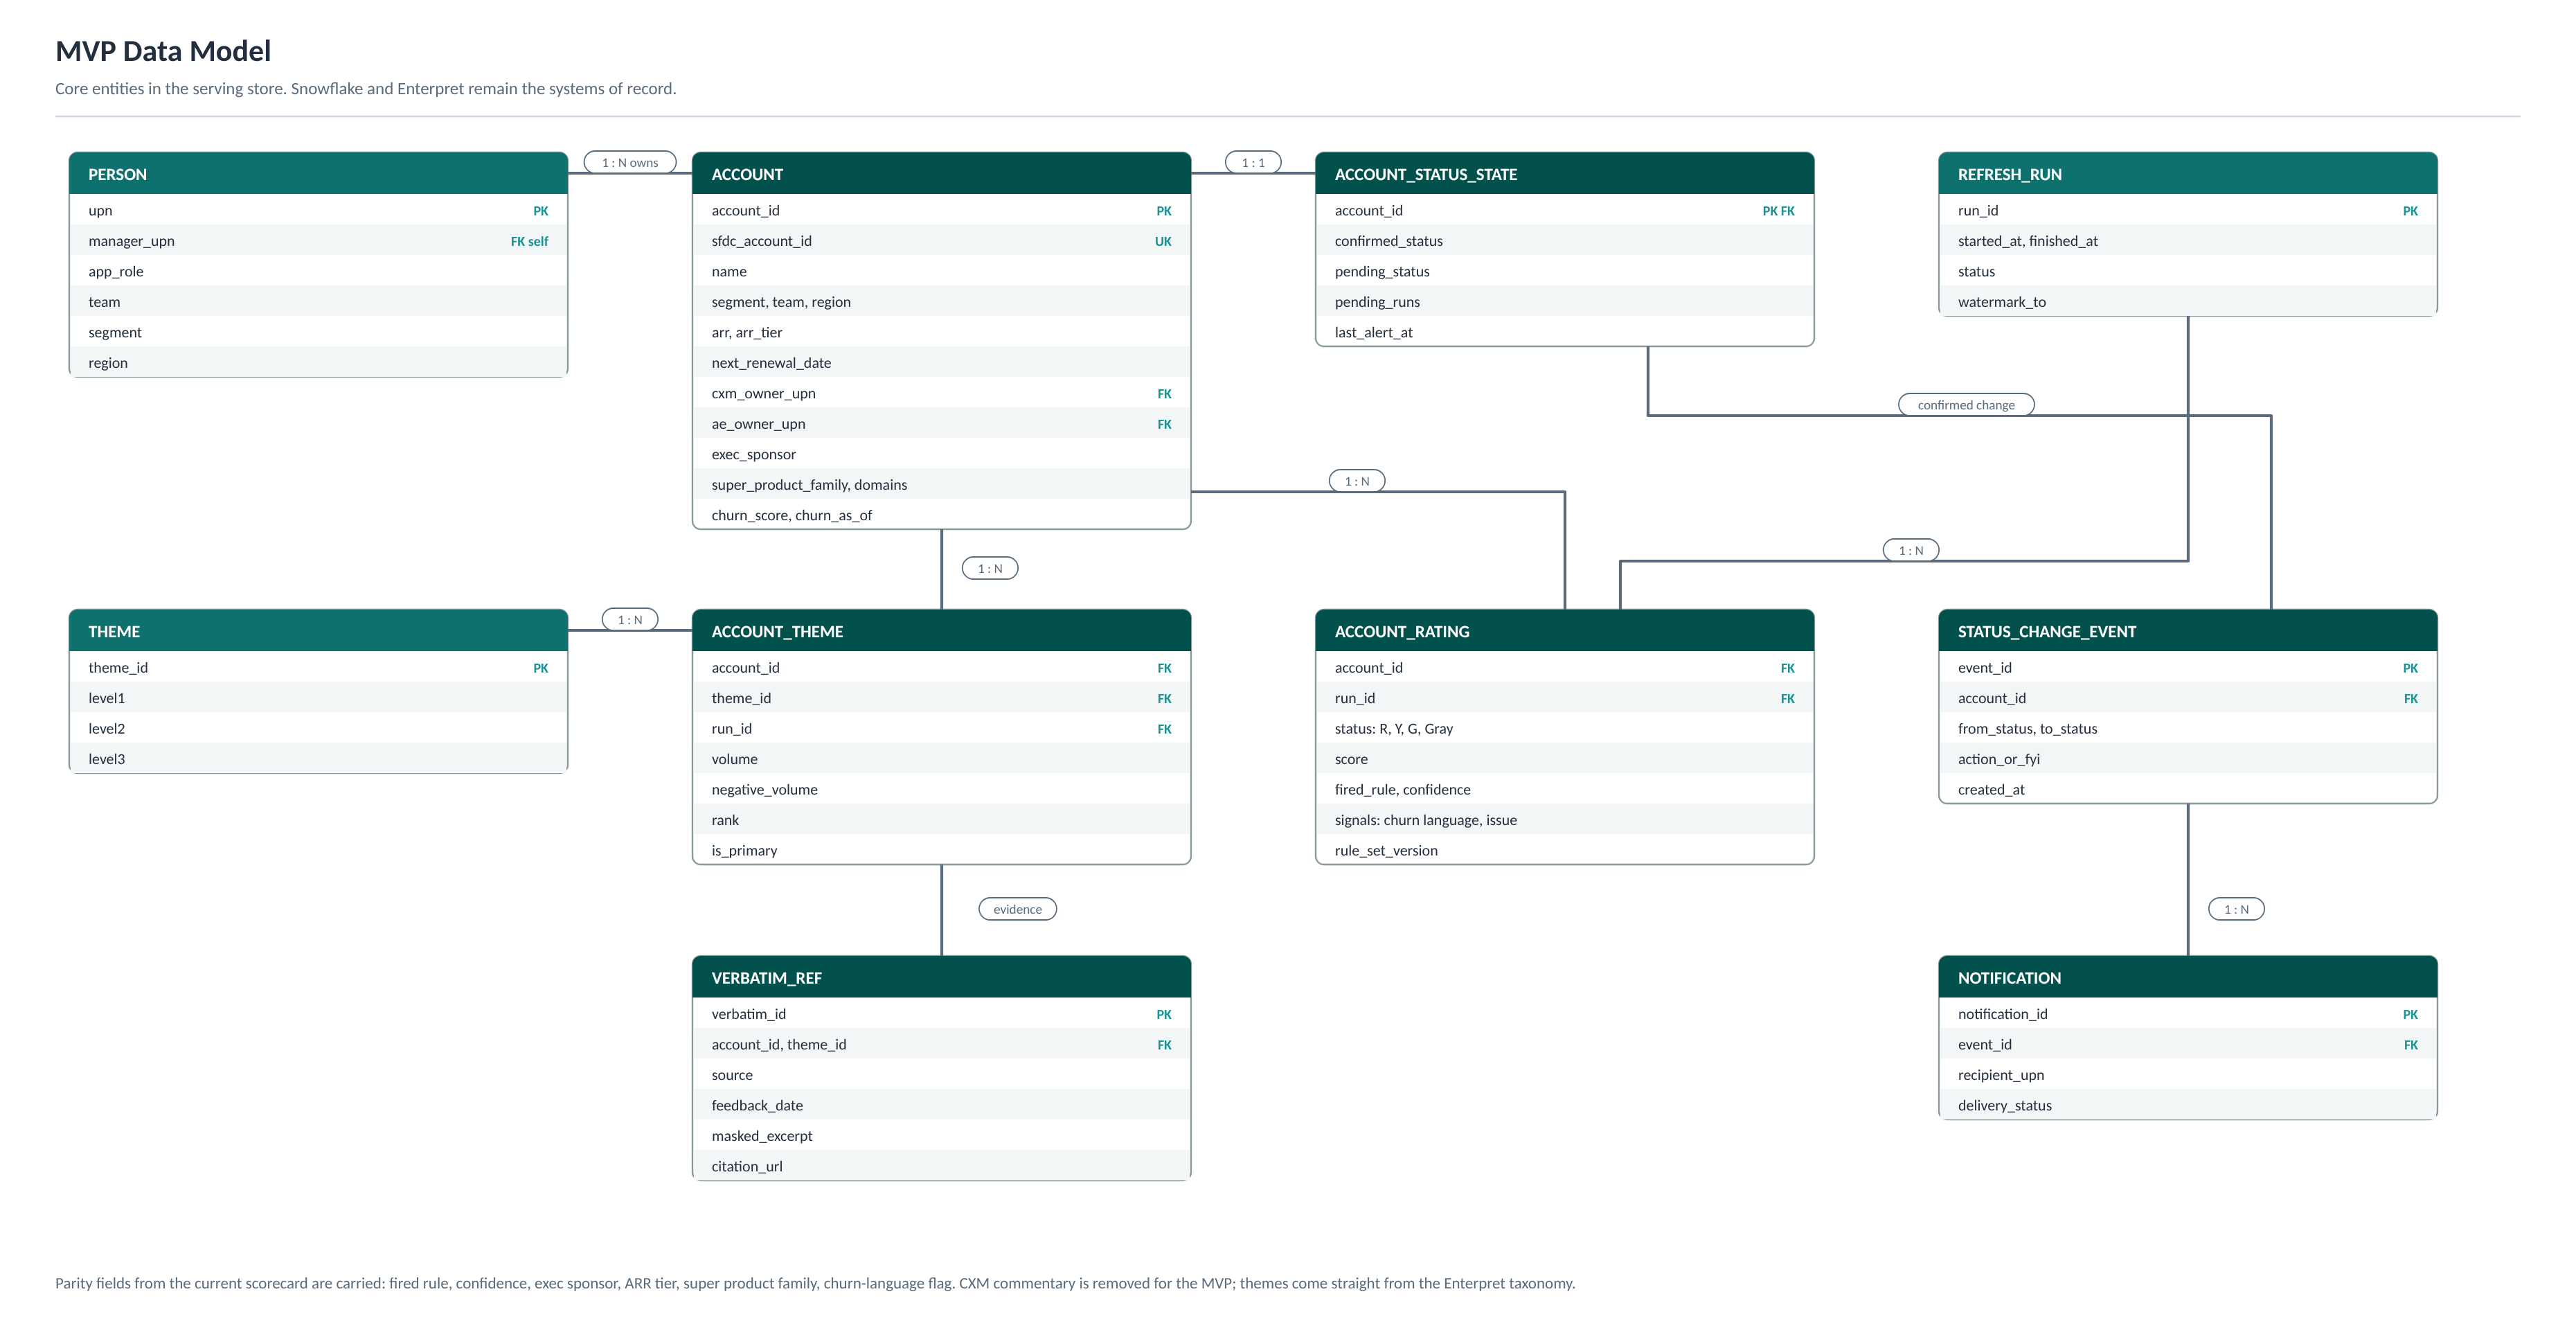 MVP Data Model
Core entities in the serving store. Snowflake and Enterpret remain the systems of record.
PERSON
upn PK
manager_upn FK self
app_role
team
segment
region
1 : N owns
ACCOUNT
account_id PK
sfdc_account_id UK
name
segment, team, region
arr, arr_tier
next_renewal_date
cxm_owner_upn FK
ae_owner_upn FK
exec_sponsor
super_product_family, domains
churn_score, churn_as_of
1 : 1
ACCOUNT_STATUS_STATE
account_id PK FK
confirmed_status
pending_status
pending_runs
last_alert_at
REFRESH_RUN
run_id PK
started_at, finished_at
status
watermark_to
confirmed change
1 : N
1 : N
1 : N
THEME
theme_id PK
level1
level2
level3
1 : N
ACCOUNT_THEME
account_id FK
theme_id FK
run_id FK
volume
negative_volume
rank
is_primary
ACCOUNT_RATING
account_id FK
run_id FK
status: R, Y, G, Gray
score
fired_rule, confidence
signals: churn language, issue
rule_set_version
STATUS_CHANGE_EVENT
event_id PK
account_id FK
from_status, to_status
action_or_fyi
created_at
evidence
1 : N
VERBATIM_REF
verbatim_id PK
account_id, theme_id FK
source
feedback_date
masked_excerpt
citation_url
NOTIFICATION
notification_id PK
event_id FK
recipient_upn
delivery_status
Parity fields from the current scorecard are carried: fired rule, confidence, exec sponsor, ARR tier, super product family, churn-language flag. CXM commentary is removed for the MVP; themes come straight from the Enterpret taxonomy.